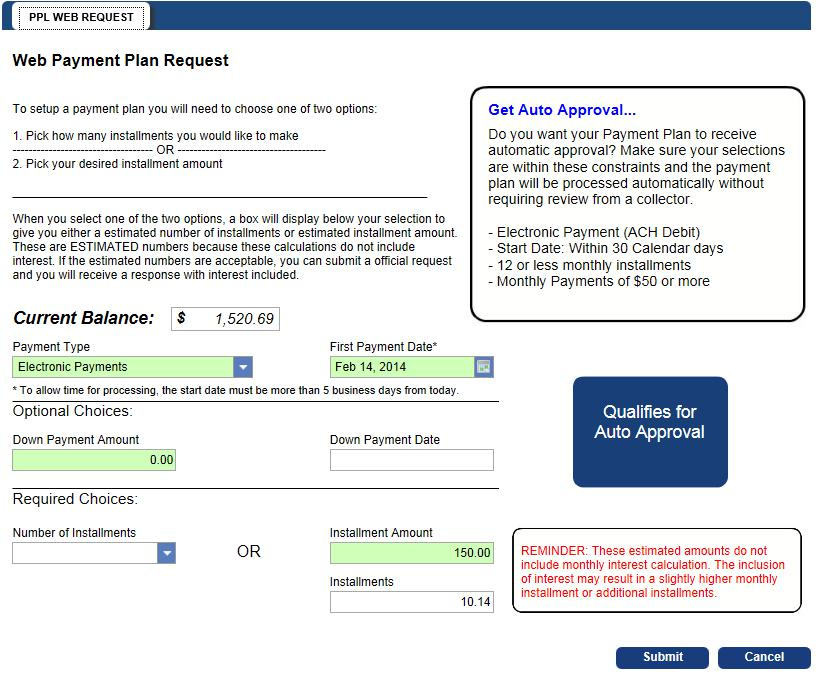 PPL WEB REQUEST
Web Payment Plan Request
To setup a payment plan you will need to choose one of two options:
1. Pick how many installments you would like to make
----------------------------------- OR -------------------------------------
2. Pick your desired installment amount
When you select one of the two options, a box will display below your selection to
give you either a estimated number of installments or estimated installment amount.
These are ESTIMATED numbers because these calculations do not include
interest. If the estimated numbers are acceptable, you can submit a official request
and you will receive a response with interest included.
Get Auto Approval...
Do you want your Payment Plan to receive
automatic approval? Make sure your selections
are within these constraints and the payment
plan will be processed automatically without
requiring review from a collector.
- Electronic Payment (ACH Debit)
- Start Date: Within 30 Calendar days
- 12 or less monthly installments
- Monthly Payments of $50 or more
Current Balance: $ 1,520.69
Payment Type First Payment Date*
Electronic Payments Feb 14, 2014
* To allow time for processing, the start date must be more than 5 business days from today.
Optional Choices:
Down Payment Amount Down Payment Date
0.00
Qualifies for
Auto Approval
Required Choices:
Number of Installments OR Installment Amount
150.00
Installments
10.14
REMINDER: These estimated amounts do not
include monthly interest calculation. The inclusion
of interest may result in a slightly higher monthly
installment or additional installments.
Submit Cancel